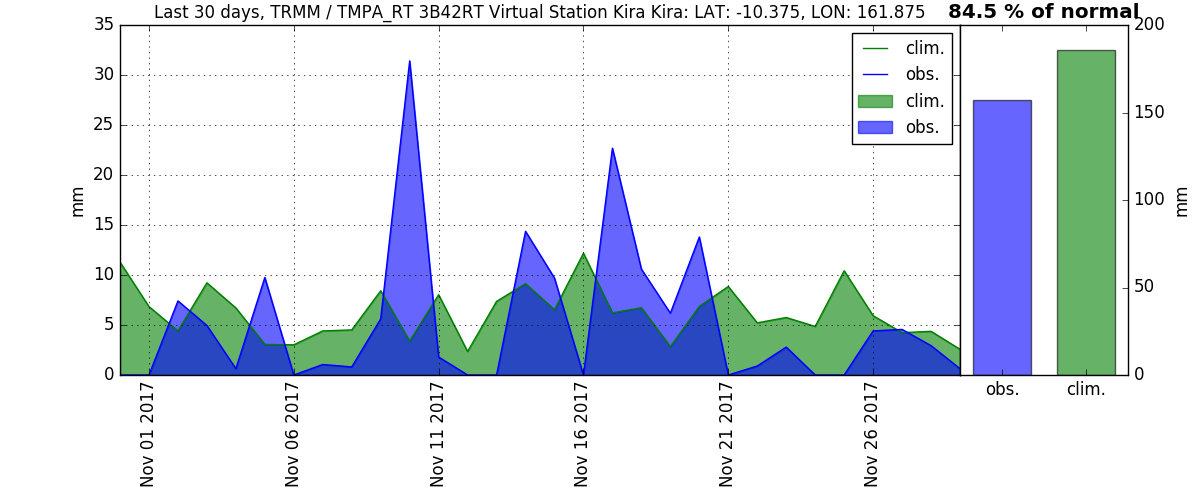 Last 30 days, TRMM / TMPA_RT 3B42RT Virtual Station Kira Kira: LAT: -10.375, LON: 161.875
84.5 % of normal
35
30
25
20
15
10
5
0
mm
clim.
obs.
clim.
obs.
Nov 01 2017
Nov 06 2017
Nov 11 2017
Nov 16 2017
Nov 21 2017
Nov 26 2017
200
150
100
50
0
mm
obs.
clim.